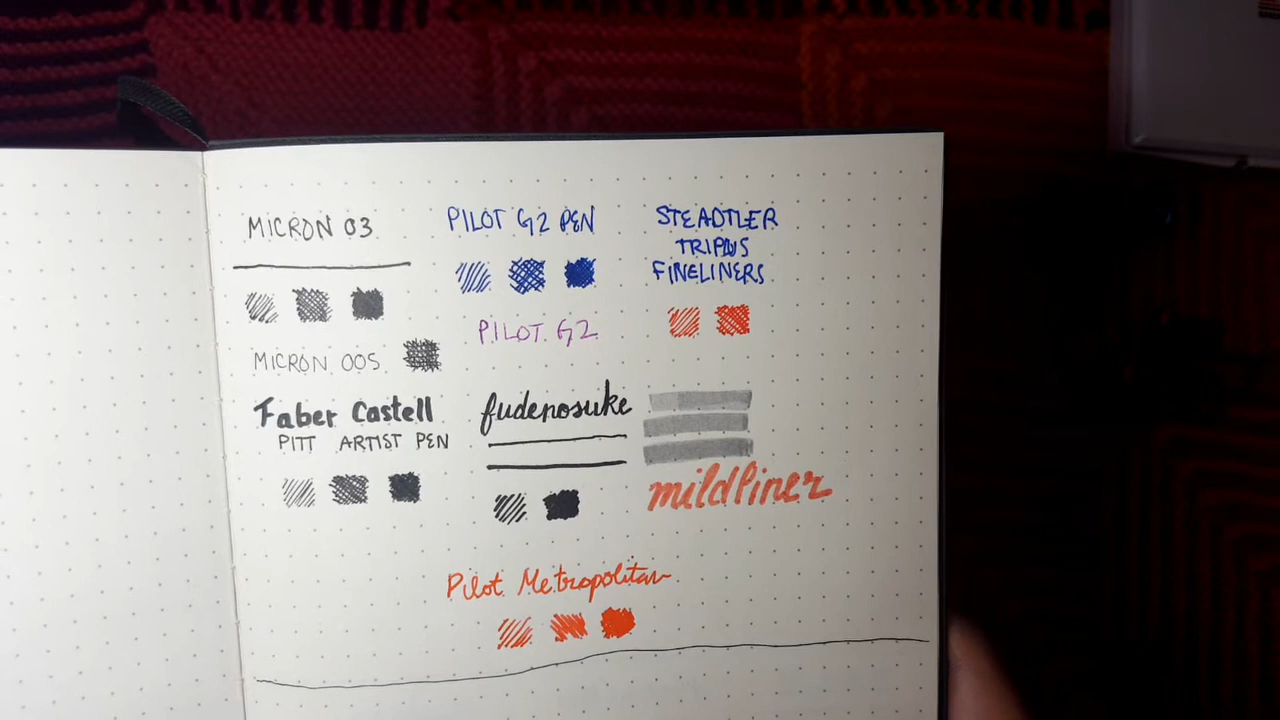 MICRON 03
PILOT G2 PEN
STEADTLER
TRIPLUS
FINELINERS
PILOT G2
MICRON 005
Faber Castell
PITT ARTIST PEN
fudenosuke
mildliner
Pilot Metropolitan